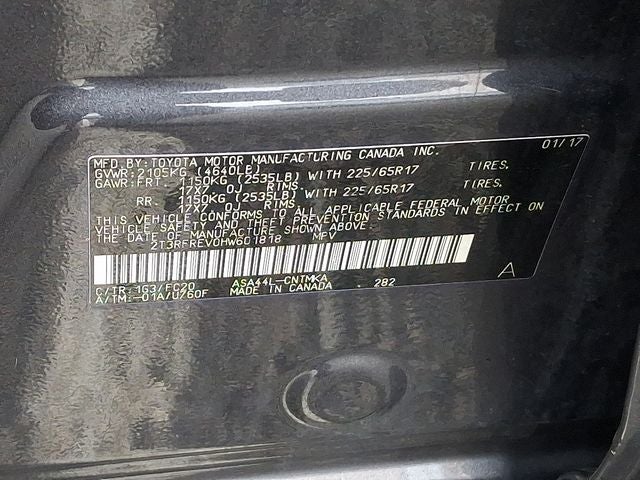 MFD.BY:TOYOTA MOTOR MANUFACTURING CANADA INC. 01/17
GVWR:2105KG (4640LB)
GAWR:FRT. 1150KG (2535LB) WITH 225/65R17 TIRES.
17X7.0J RIMS.
RR. 1150KG (2535LB) WITH 225/65R17 TIRES.
17X7.0J RIMS.
THIS VEHICLE CONFORMS TO ALL APPLICABLE FEDERAL MOTOR
VEHICLE SAFETY AND THEFT PREVENTION STANDARDS IN EFFECT ON
THE DATE OF MANUFACTURE SHOWN ABOVE.
2T3RFREV0HW601818 MPV
C/TR:1G3/FC20 ASA44L-CNTMKA 282
A/TM:-01A/U760F MADE IN CANADA A